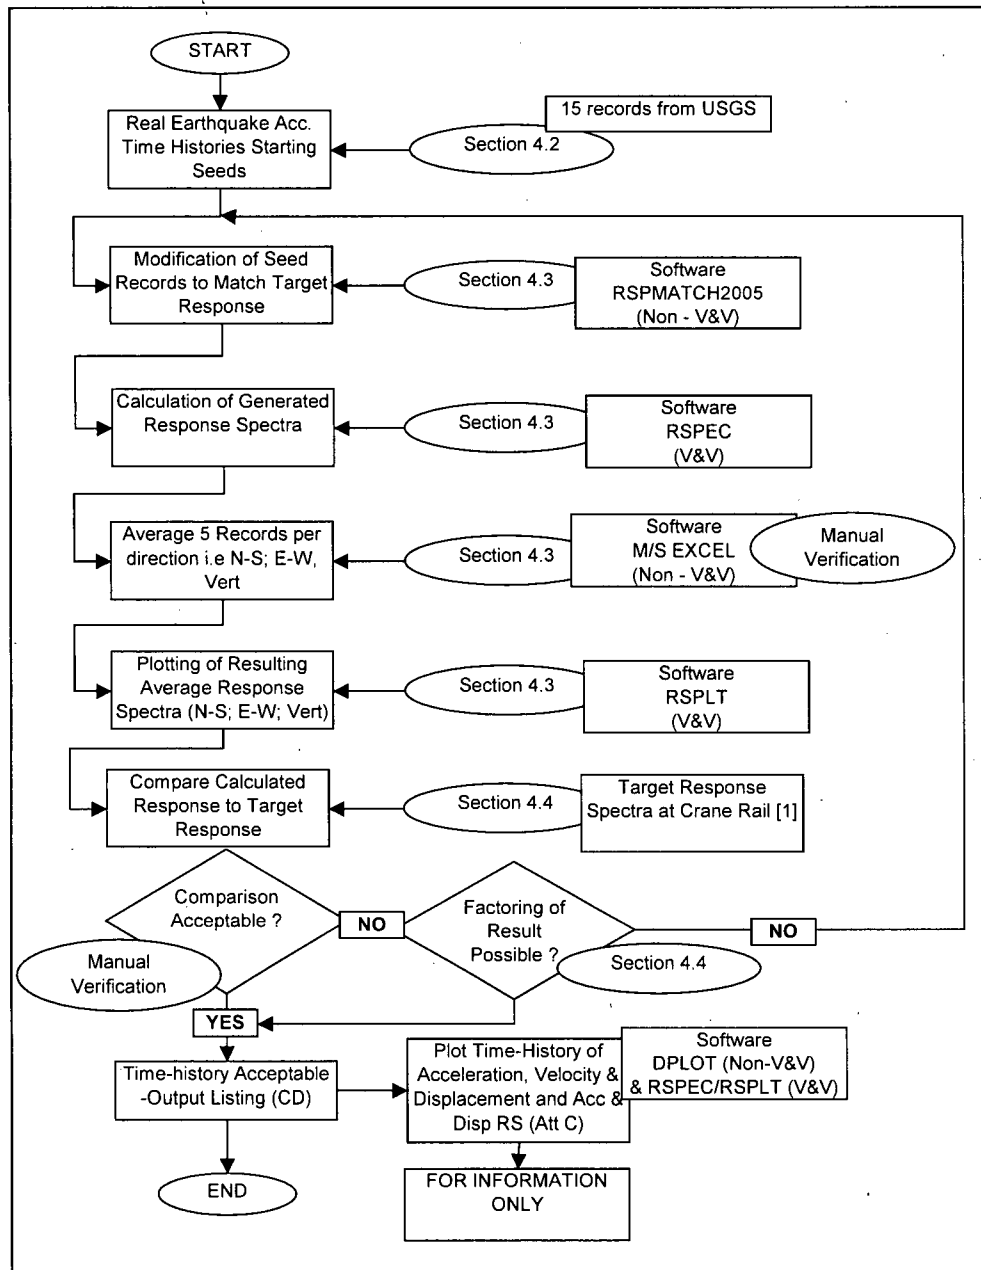 START
15 records from USGS
Real Earthquake Acc.
Time Histories Starting
Seeds
Section 4.2
Modification of Seed
Records to Match Target
Response
Section 4.3
Software
RSPMATCH2005
(Non - V&V)
Calculation of Generated
Response Spectra
Section 4.3
Software
RSPEC
(V&V)
Average 5 Records per
direction i.e N-S; E-W,
Vert
Section 4.3
Software
M/S EXCEL
(Non - V&V)
Manual
Verification
Plotting of Resulting
Average Response
Spectra (N-S; E-W; Vert)
Section 4.3
Software
RSPLT
(V&V)
Compare Calculated
Response to Target
Response
Section 4.4
Target Response
Spectra at Crane Rail [1]
Comparison
Acceptable ?
NO
Factoring of
Result
Possible ?
NO
Manual
Verification
Section 4.4
YES
Time-history Acceptable
-Output Listing (CD)
Plot Time-History of
Acceleration, Velocity &
Displacement and Acc &
Disp RS (Att C)
Software
DPLOT (Non-V&V)
& RSPEC/RSPLT (V&V)
END
FOR INFORMATION
ONLY